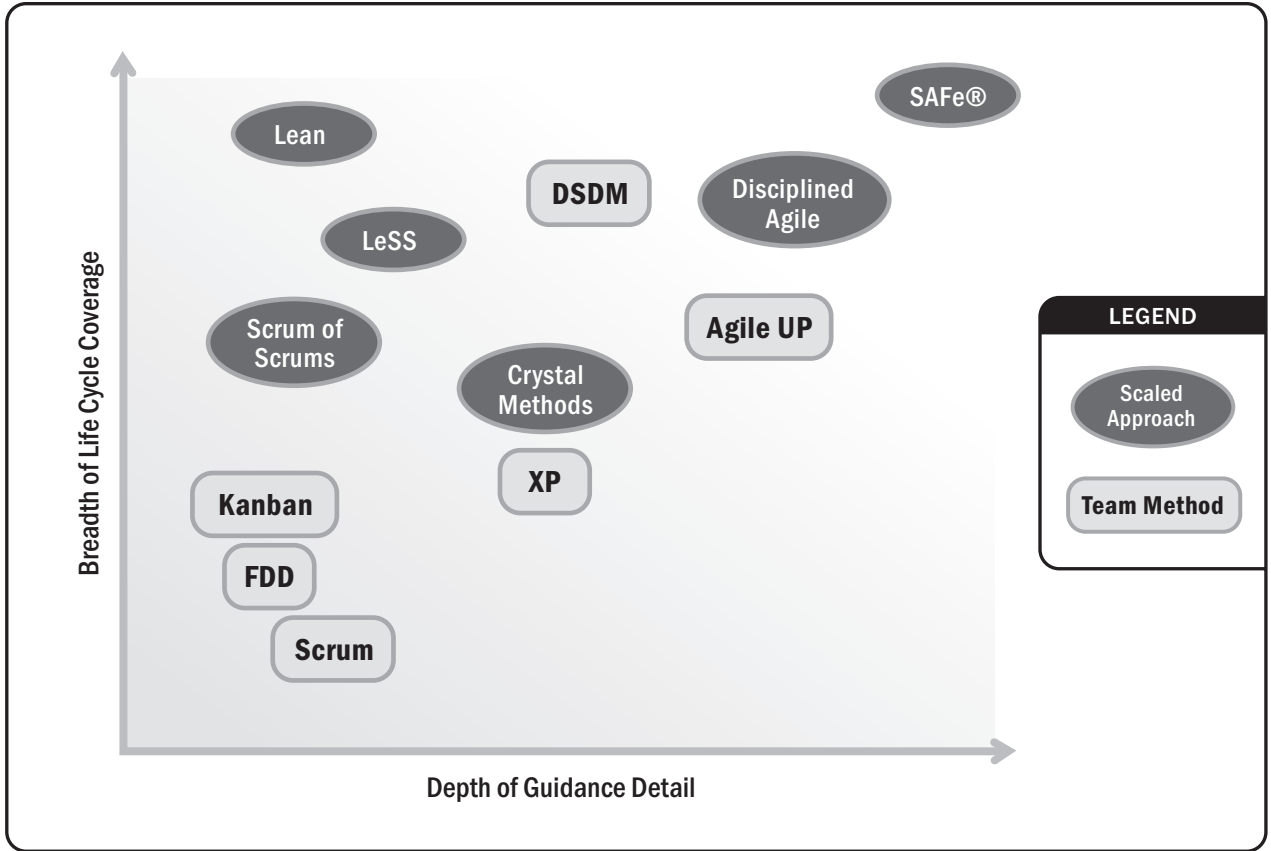 SAFe®
Lean
DSDM
Disciplined
Agile
LeSS
Scrum of
Scrums
Agile UP
Crystal
Methods
XP
Kanban
FDD
Scrum
Breadth of Life Cycle Coverage
Depth of Guidance Detail
LEGEND
Scaled
Approach
Team Method